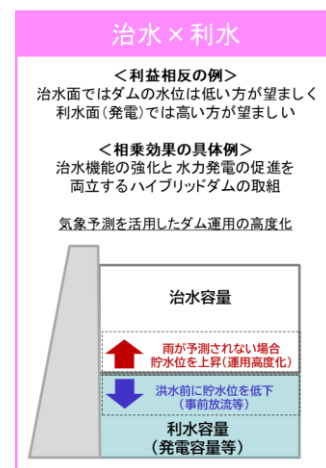 治水×利水
＜利益相反の例＞
治水面ではダムの水位は低い方が望ましく
利水面（発電）では高い方が望ましい
＜相乗効果の具体例＞
治水機能の強化と水力発電の促進を
両立するハイブリッドダムの取組
気象予測を活用したダム運用の高度化
治水容量
雨が予測されない場合
貯水位を上昇（運用高度化）
洪水前に貯水位を低下
（事前放流等）
利水容量
（発電容量等）